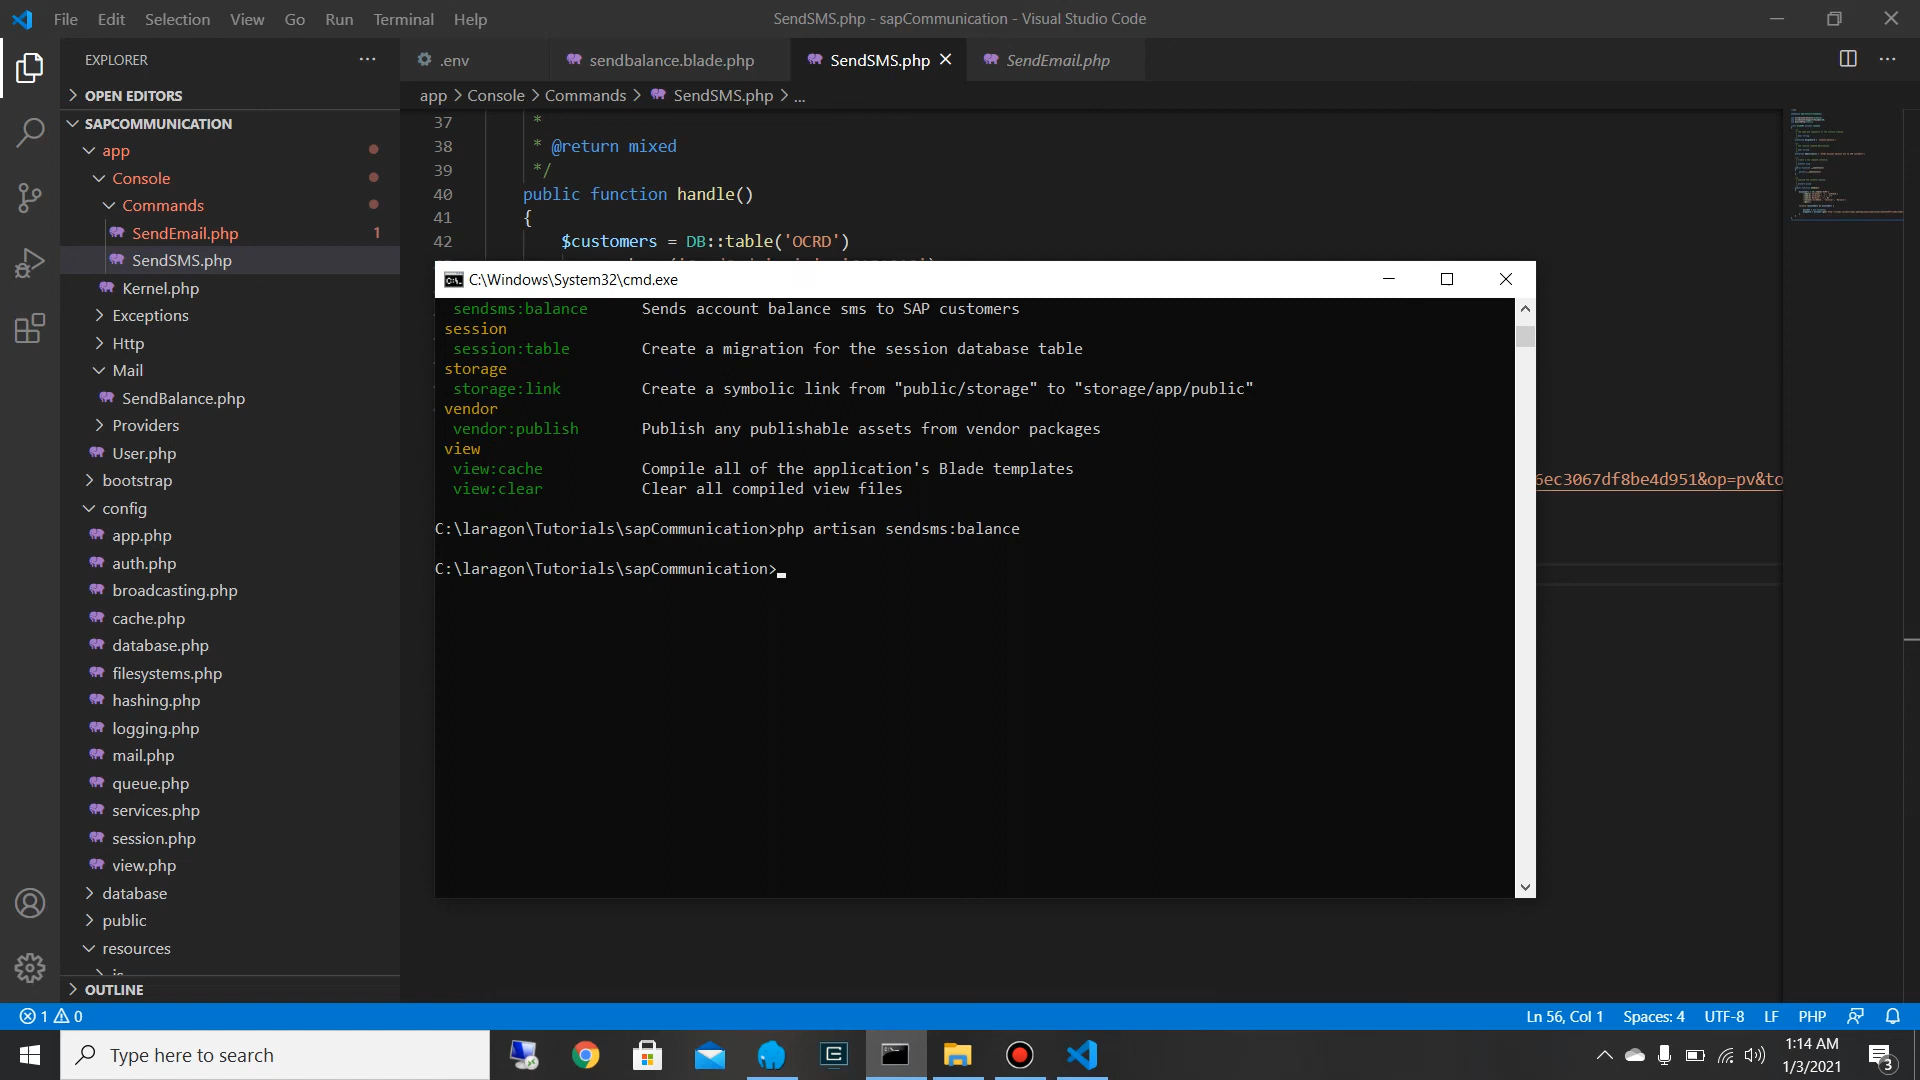 File Edit Selection View Go Run Terminal Help
SendSMS.php - sapCommunication - Visual Studio Code
EXPLORER
OPEN EDITORS
SAPCOMMUNICATION
app
Console
Commands
SendEmail.php 1
SendSMS.php
Kernel.php
Exceptions
Http
Mail
SendBalance.php
Providers
User.php
bootstrap
config
app.php
auth.php
broadcasting.php
cache.php
database.php
filesystems.php
hashing.php
logging.php
mail.php
queue.php
services.php
session.php
view.php
database
public
resources
OUTLINE
.env
sendbalance.blade.php
SendSMS.php
SendEmail.php
app > Console > Commands > SendSMS.php > ...
37 *
38 * @return mixed
39 */
40 public function handle()
41 {
42 $customers = DB::table('OCRD')
6ec3067df8be4d951&op=pv&to
C:\Windows\System32\cmd.exe
sendsms:balance Sends account balance sms to SAP customers
session
session:table Create a migration for the session database table
storage
storage:link Create a symbolic link from "public/storage" to "storage/app/public"
vendor
vendor:publish Publish any publishable assets from vendor packages
view
view:cache Compile all of the application's Blade templates
view:clear Clear all compiled view files
C:\laragon\Tutorials\sapCommunication>php artisan sendsms:balance
C:\laragon\Tutorials\sapCommunication>
1 0
Ln 56, Col 1 Spaces: 4 UTF-8 LF PHP
Type here to search
1:14 AM
1/3/2021
3